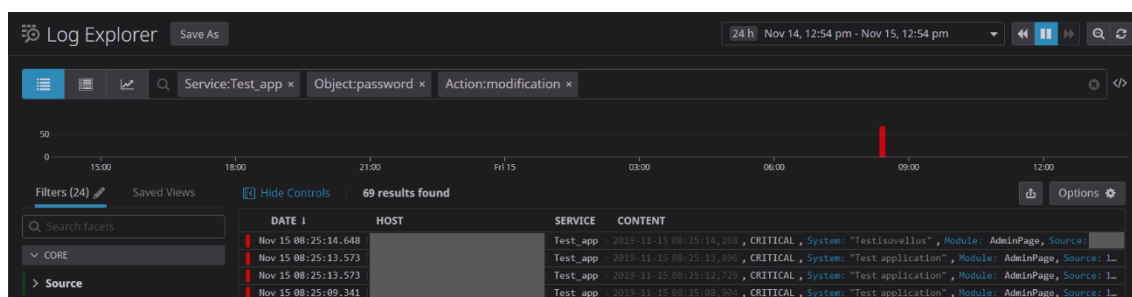 Log Explorer Save As 24 h Nov 14, 12:54 pm - Nov 15, 12:54 pm
Service:Test_app × Object:password × Action:modification × </>
50
0
15:00 18:00 21:00 Fri 15 03:00 06:00 09:00 12:00
Filters (24) Saved Views Hide Controls 69 results found Options
Search facets
DATE ↓ HOST SERVICE CONTENT
Nov 15 08:25:14.648 Test_app 2019-11-15 08:25:14,268 , CRITICAL , System: "Testisovellus" , Module: AdminPage, Source:
CORE
Nov 15 08:25:13.573 Test_app 2019-11-15 08:25:13,496 , CRITICAL , System: "Test application" , Module: AdminPage, Source: 1…
Nov 15 08:25:13.573 Test_app 2019-11-15 08:25:12,729 , CRITICAL , System: "Test application" , Module: AdminPage, Source: 1…
> Source
Nov 15 08:25:09.341 Test_app 2019-11-15 08:25:08,904 , CRITICAL , System: "Test application" , Module: AdminPage, Source: 1…